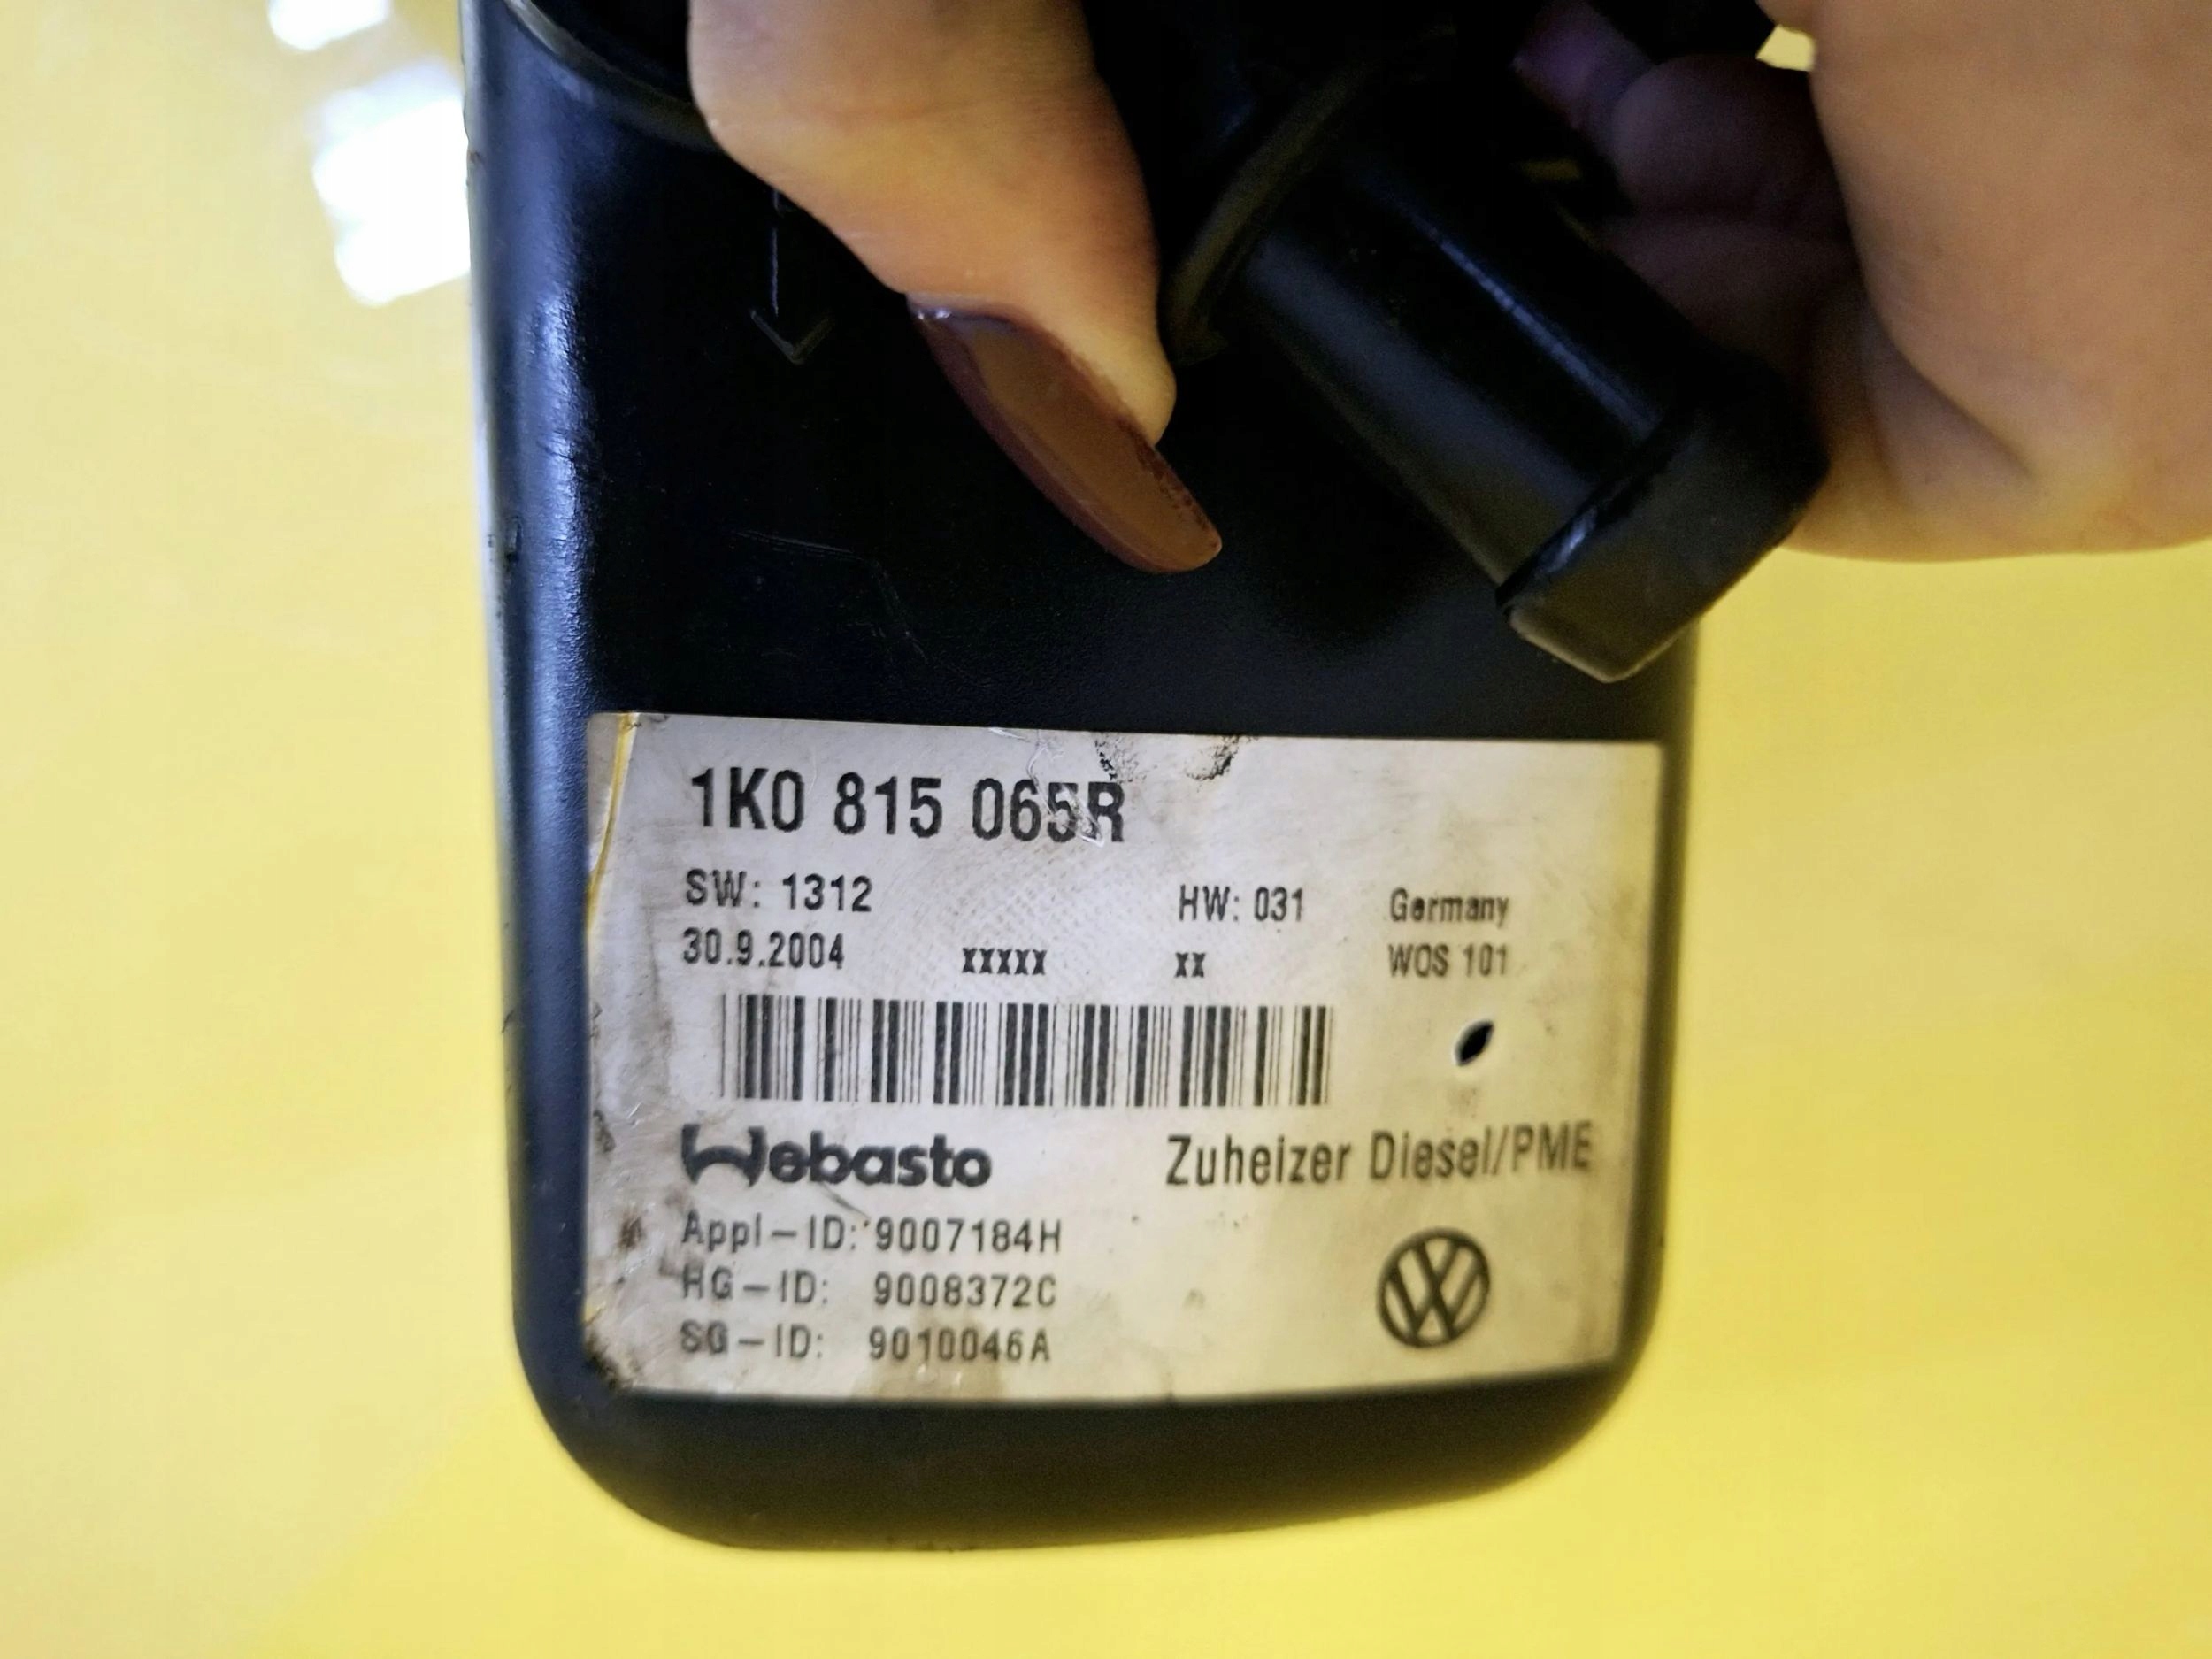 1K0 815 065R
SW: 1312 HW: 031 Germany
30.9.2004 xxxxx xx WOS 101
Webasto Zuheizer Diesel/PME
Appl-ID: 9007184H
HG-ID: 9008372C
SG-ID: 9010046A